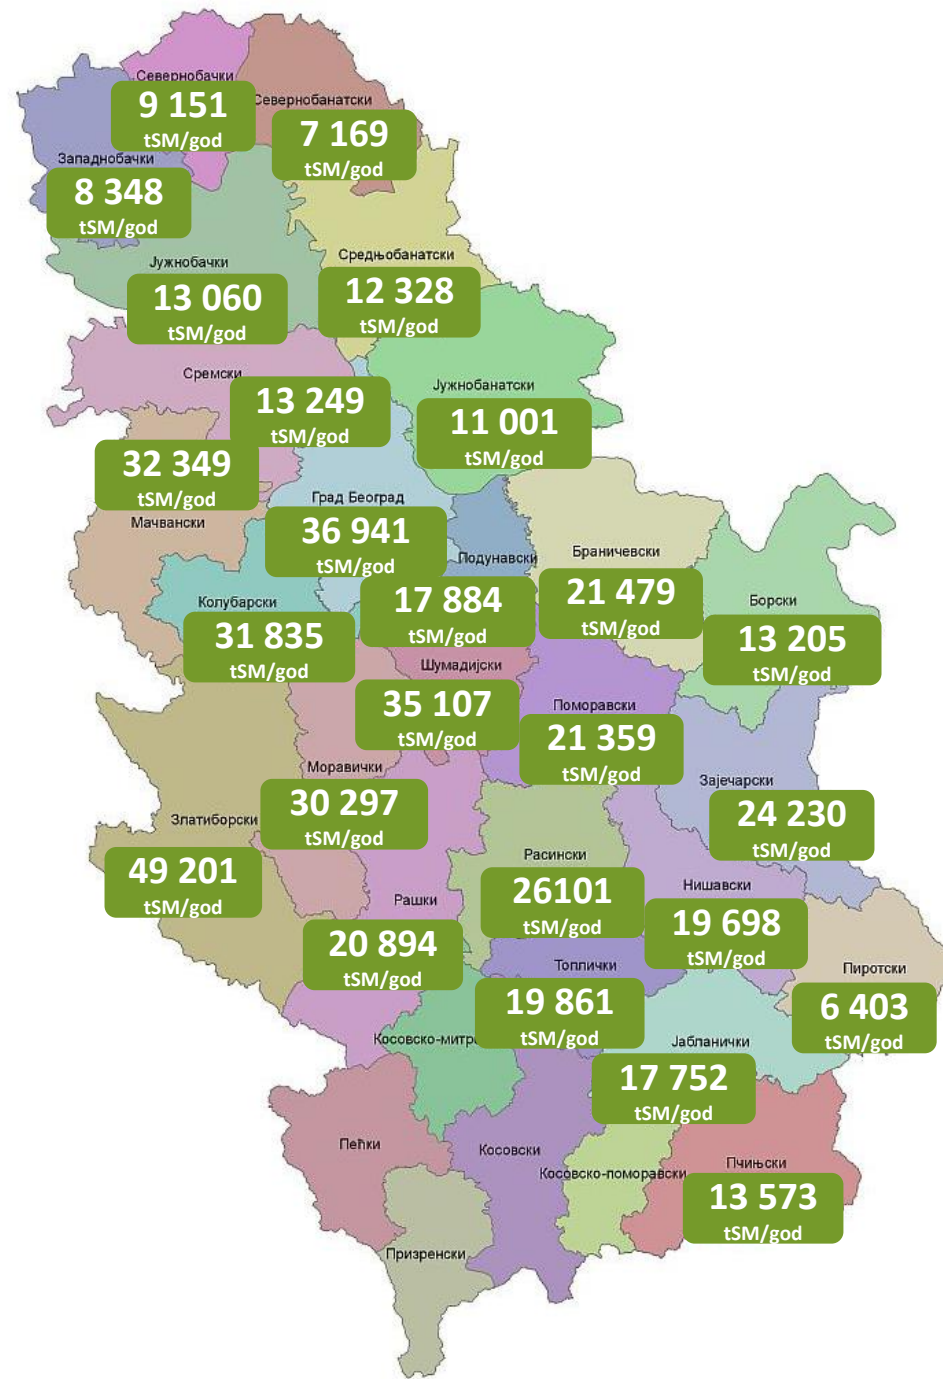 Севернобачки
9 151
tSM/god
Севернобанатски
7 169
tSM/god
Западнобачки
8 348
tSM/god
Јужнобачки
13 060
tSM/god
Средњобанатски
12 328
tSM/god
Сремски
13 249
tSM/god
Јужнобанатски
11 001
tSM/god
32 349
tSM/god
Мачвански
Град Београд
36 941
tSM/god
Подунавски
17 884
tSM/god
Браничевски
21 479
tSM/god
Борски
13 205
tSM/god
Колубарски
31 835
tSM/god
Шумадијски
35 107
tSM/god
Поморавски
21 359
tSM/god
Моравички
30 297
tSM/god
Зајечарски
24 230
tSM/god
Златиборски
49 201
tSM/god
Расински
26101
tSM/god
Нишавски
19 698
tSM/god
Рашки
20 894
tSM/god
Топлички
19 861
tSM/god
Пиротски
6 403
tSM/god
Косовско-митр
Јабланички
17 752
tSM/god
Пећки
Косовски
Косовско-поморавски
Пчињски
13 573
tSM/god
Призренски